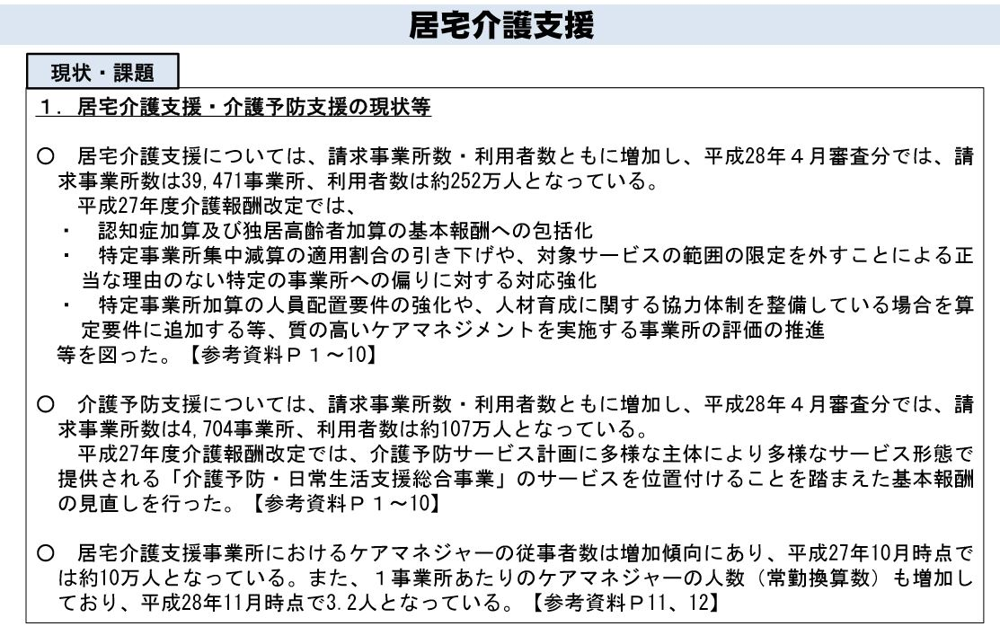 居宅介護支援
現状・課題
１．居宅介護支援・介護予防支援の現状等
○　居宅介護支援については、請求事業所数・利用者数ともに増加し、平成28年４月審査分では、請
求事業所数は39,471事業所、利用者数は約252万人となっている。
平成27年度介護報酬改定では、
・　認知症加算及び独居高齢者加算の基本報酬への包括化
・　特定事業所集中減算の適用割合の引き下げや、対象サービスの範囲の限定を外すことによる正
当な理由のない特定の事業所への偏りに対する対応強化
・　特定事業所加算の人員配置要件の強化や、人材育成に関する協力体制を整備している場合を算
定要件に追加する等、質の高いケアマネジメントを実施する事業所の評価の推進
等を図った。【参考資料Ｐ１～10】
○　介護予防支援については、請求事業所数・利用者数ともに増加し、平成28年４月審査分では、請
求事業所数は4,704事業所、利用者数は約107万人となっている。
平成27年度介護報酬改定では、介護予防サービス計画に多様な主体により多様なサービス形態で
提供される「介護予防・日常生活支援総合事業」のサービスを位置付けることを踏まえた基本報酬
の見直しを行った。【参考資料Ｐ１～10】
○　居宅介護支援事業所におけるケアマネジャーの従事者数は増加傾向にあり、平成27年10月時点で
は約10万人となっている。また、１事業所あたりのケアマネジャーの人数（常勤換算数）も増加し
ており、平成28年11月時点で3.2人となっている。【参考資料Ｐ11、12】